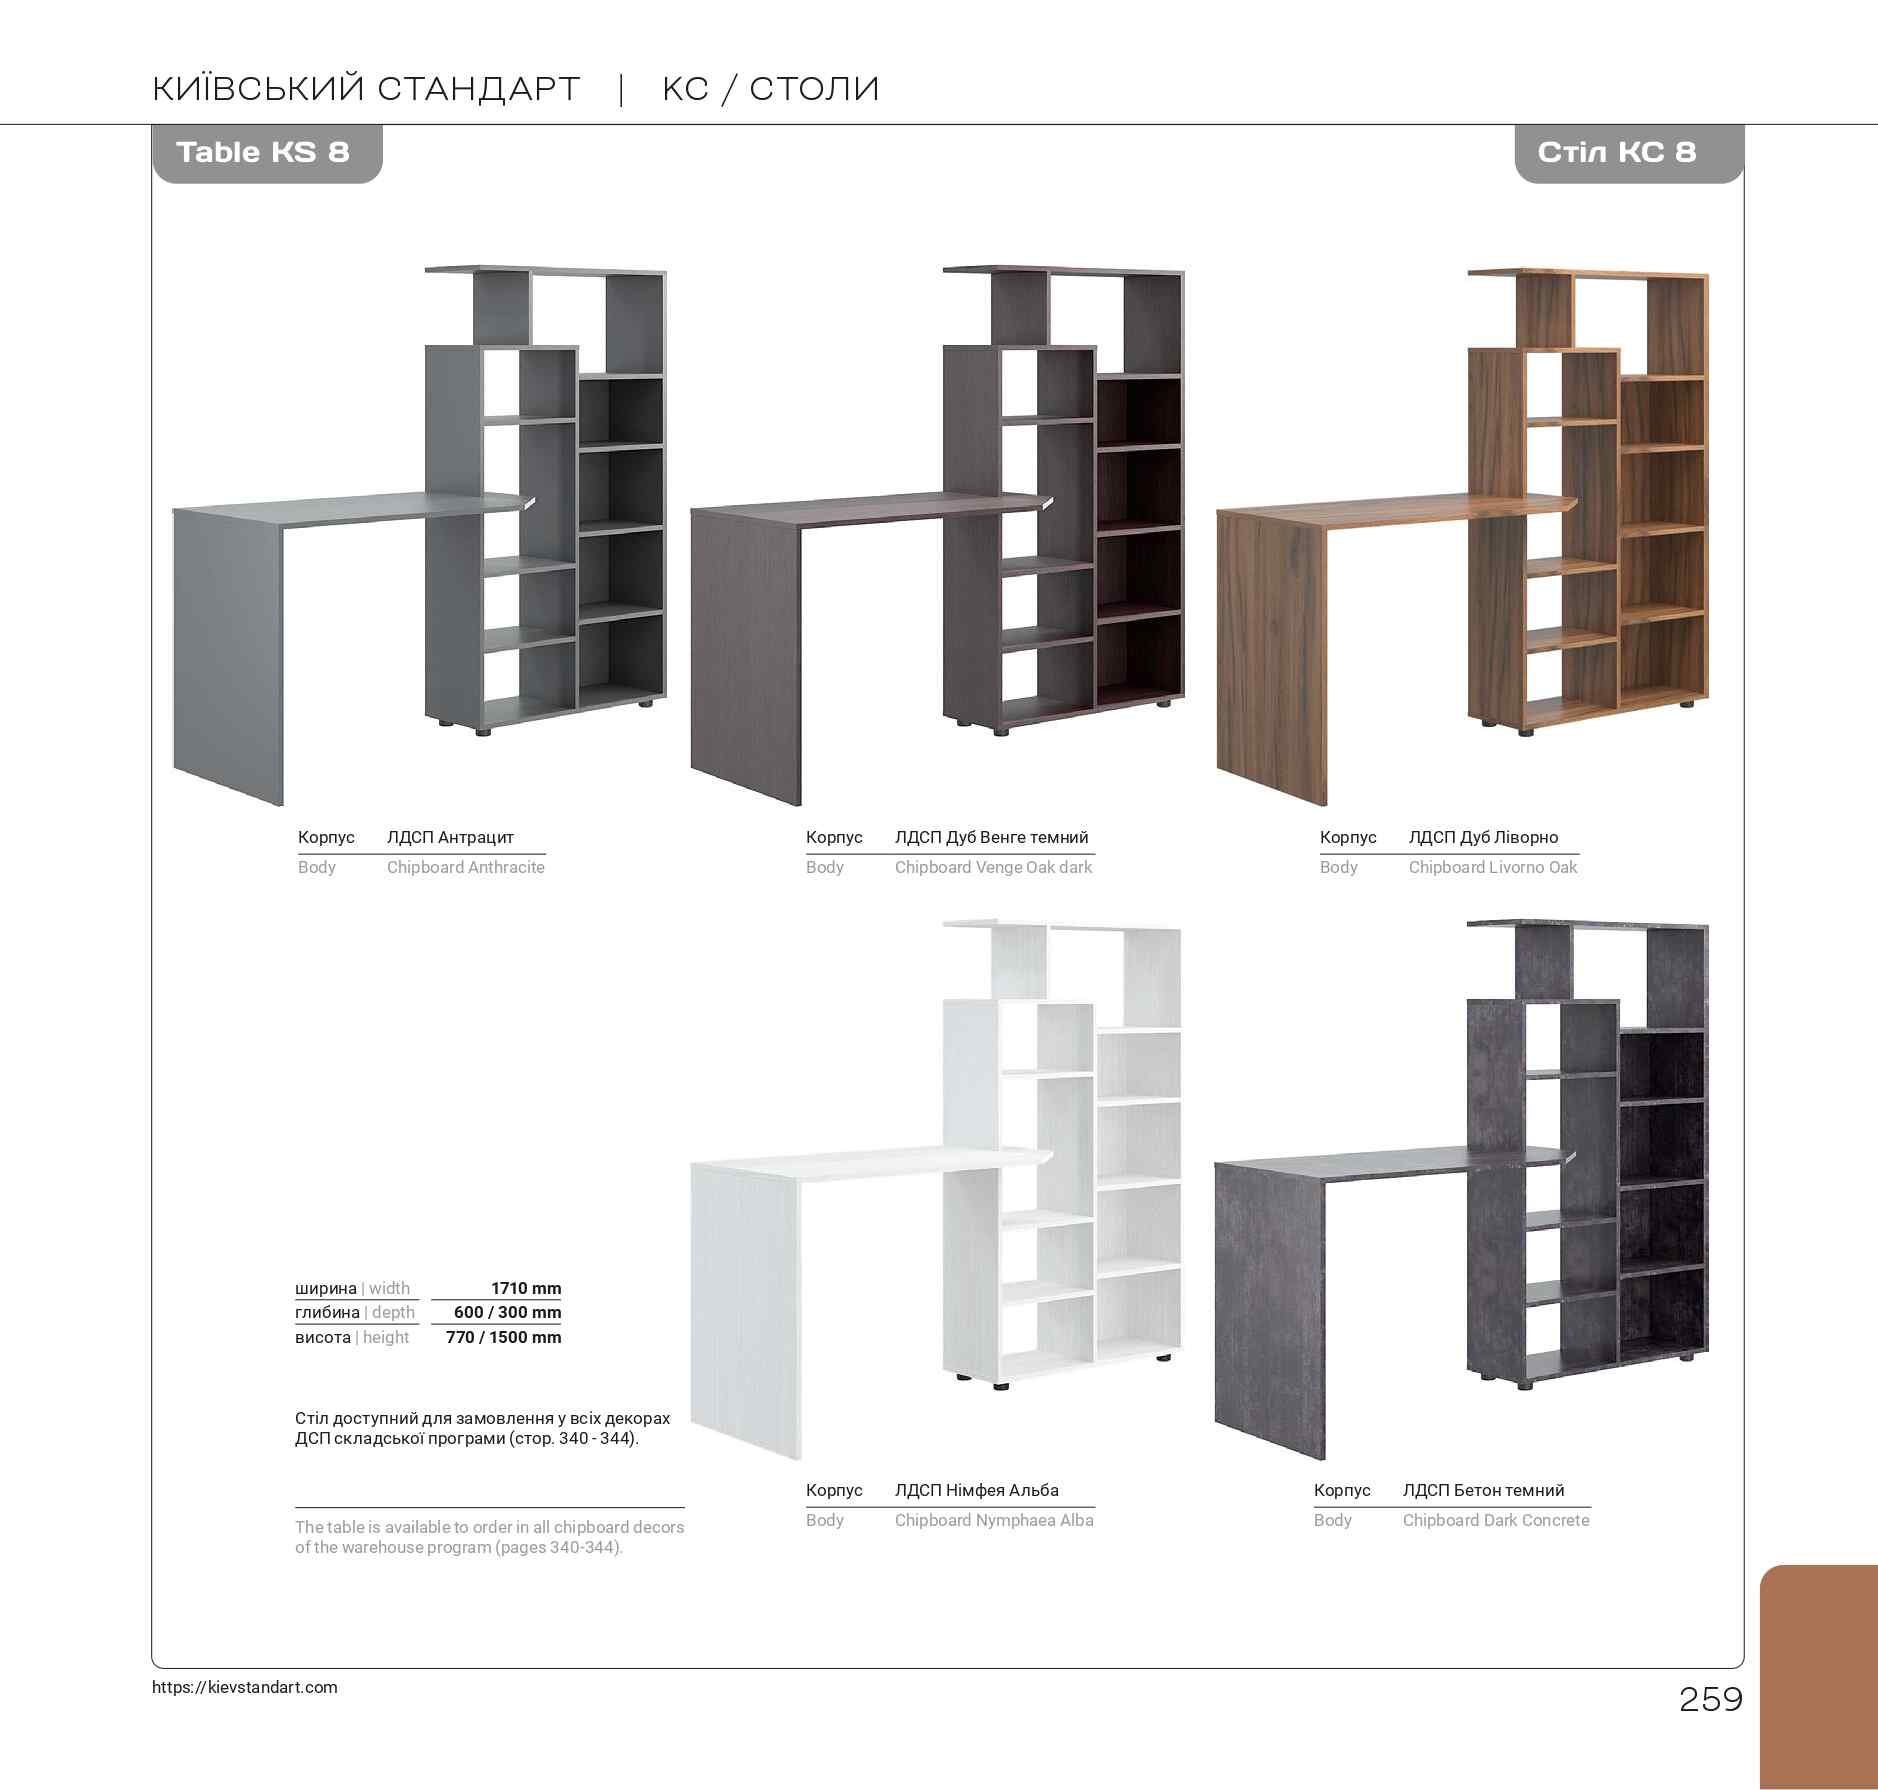 КИЇВСЬКИЙ СТАНДАРТ | КС / СТОЛИ
Table KS 8
Стіл КС 8
Корпус ЛДСП Антрацит
Body Chipboard Anthracite
Корпус ЛДСП Дуб Венге темний
Body Chipboard Venge Oak dark
Корпус ЛДСП Дуб Ліворно
Body Chipboard Livorno Oak
ширина | width 1710 mm
глибина | depth 600 / 300 mm
висота | height 770 / 1500 mm
Стіл доступний для замовлення у всіх декорах
ДСП складської програми (стор. 340 - 344).
The table is available to order in all chipboard decors
of the warehouse program (pages 340-344).
Корпус ЛДСП Німфея Альба
Body Chipboard Nymphaea Alba
Корпус ЛДСП Бетон темний
Body Chipboard Dark Concrete
https://kievstandart.com
259